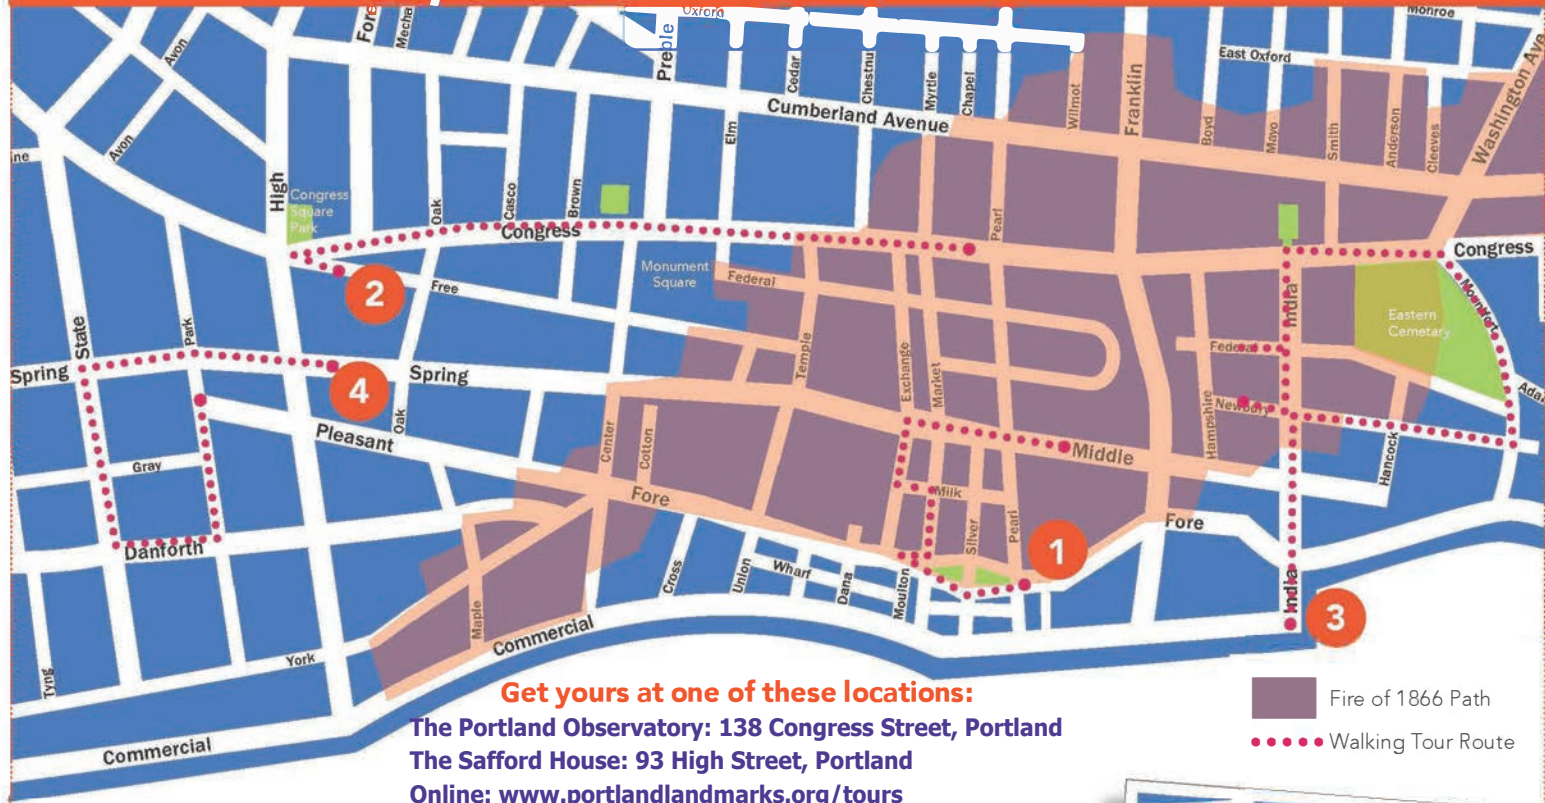 Oxford
Monroe
Avon
Fore
Mecha
Preble
Cedar
Chestnut
Myrtle
Chapel
Wilmot
Franklin
East Oxford
Washington Ave
Cumberland Avenue
Elm
Boyd
Mayo
Smith
Anderson
Cleeves
Avon
ine
High
Congress
Square
Park
Oak
Casco
Brown
Congress
Pearl
Congress
Monument
Square
Federal
Free
2
India
Mountfort
Eastern
Cemetary
State
Park
Spring
4
Spring
Oak
Temple
Exchange
Market
Federal
Newbury
Hampshire
Hancock
Ada
Pleasant
Center
Cotton
Middle
Gray
Fore
Milk
Silver
Pearl
Fore
1
Danforth
Cross
Union
Wharf
Dana
Moulton
India
3
Maple
Commercial
York
Tyng
Commercial
Get yours at one of these locations:
The Portland Observatory: 138 Congress Street, Portland
The Safford House: 93 High Street, Portland
Online: www.portlandlandmarks.org/tours
Fire of 1866 Path
Walking Tour Route